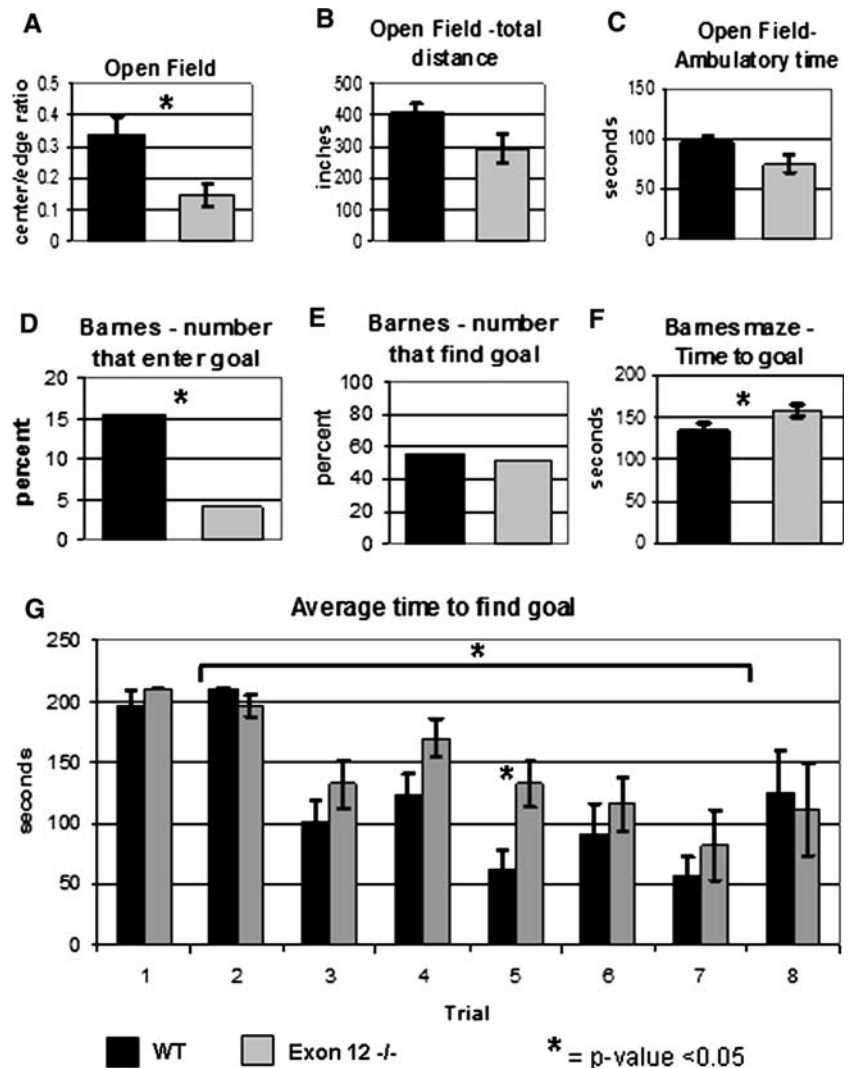 A
Open Field
center/edge ratio
0.5
0.4
0.3
0.2
0.1
0
*
B
Open Field -total
distance
inches
500
400
300
200
100
0
C
Open Field-
Ambulatory time
seconds
150
100
50
0
D
Barnes - number
that enter goal
percent
20
15
10
5
0
*
E
Barnes - number
that find goal
percent
100
80
60
40
20
0
F
Barnes maze -
Time to goal
seconds
200
150
100
50
0
*
G
Average time to find goal
seconds
250
200
150
100
50
0
*
*
1 2 3 4 5 6 7 8
Trial
WT Exon 12 -/- * = p-value <0.05